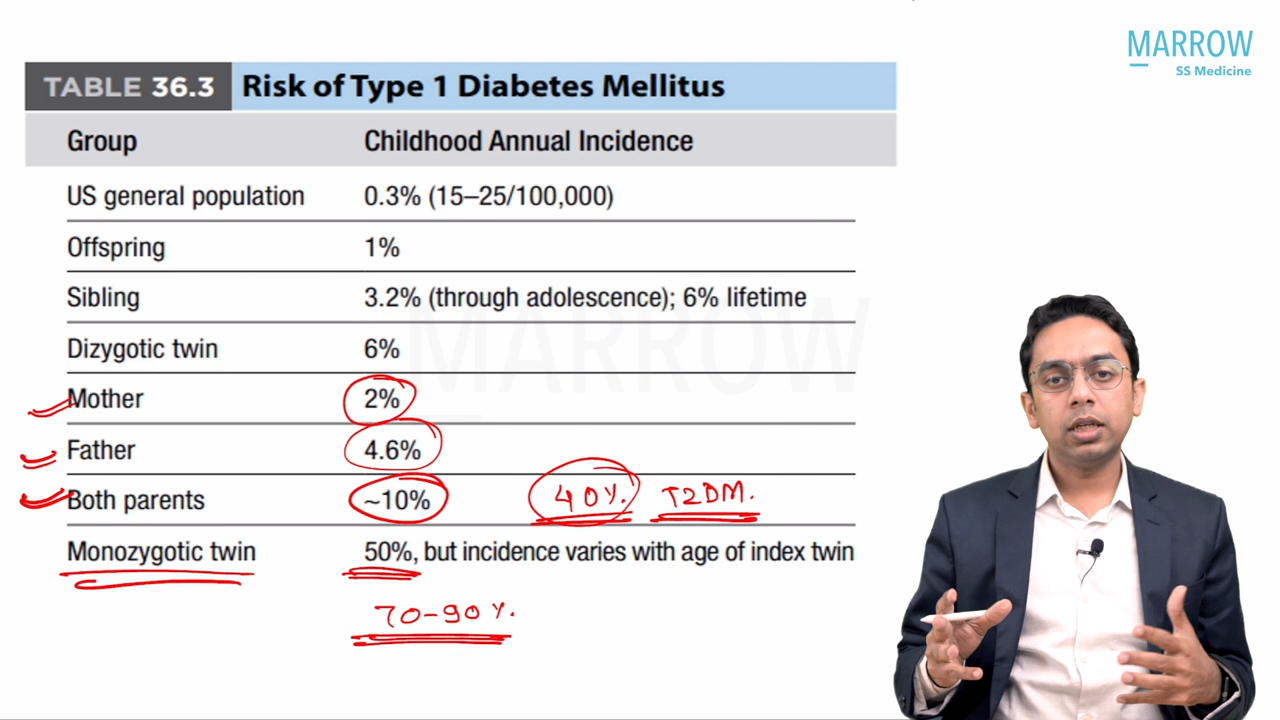 MARROW
SS Medicine
TABLE 36.3 Risk of Type 1 Diabetes Mellitus
Group Childhood Annual Incidence
US general population 0.3% (15–25/100,000)
Offspring 1%
Sibling 3.2% (through adolescence); 6% lifetime
Dizygotic twin 6%
Mother 2%
Father 4.6%
Both parents ~10% 40%. T2DM.
Monozygotic twin 50%, but incidence varies with age of index twin
70-90%.
MARROW